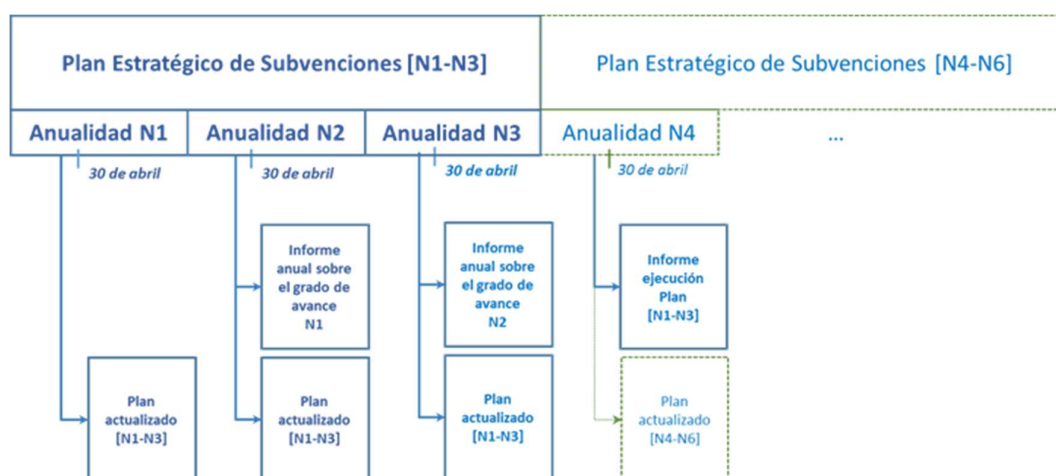 Plan Estratégico de Subvenciones [N1-N3]
Plan Estratégico de Subvenciones [N4-N6]
Anualidad N1
Anualidad N2
Anualidad N3
Anualidad N4
...
30 de abril
30 de abril
30 de abril
30 de abril
Informe
anual sobre
el grado de
avance
N1
Informe
anual sobre
el grado de
avance
N2
Informe
ejecución
Plan
[N1-N3]
Plan
actualizado
[N1-N3]
Plan
actualizado
[N1-N3]
Plan
actualizado
[N1-N3]
Plan
actualizado
[N4-N6]